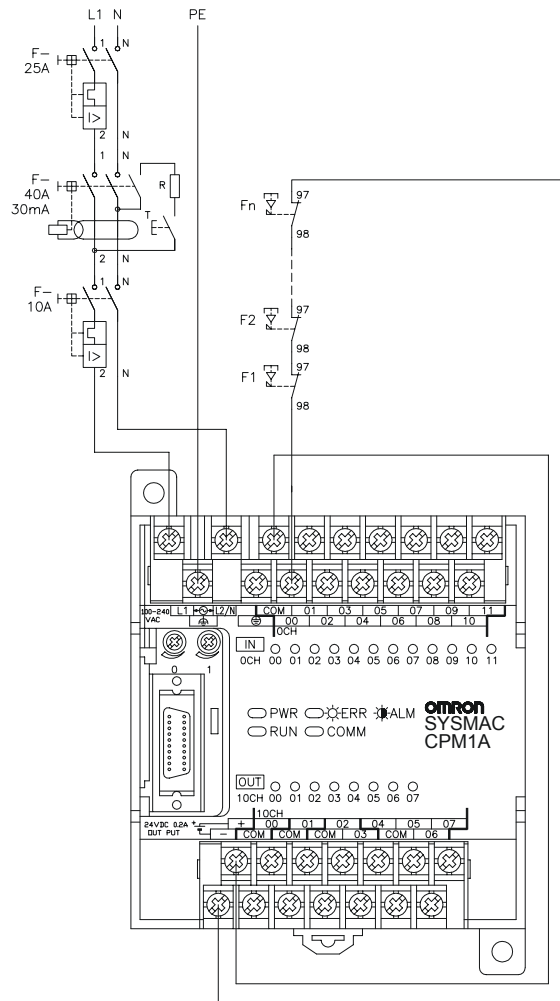 L1 N PE
1 N
F-
25A
I>
2 N
1 N
F-
40A
30mA
R
T
2 N
1 N
F-
10A
I>
2 N
97
Fn
98
97
F2
98
97
F1
98
100-240
VAC
L1 L2/N COM 01 03 05 07 09 11
00 02 04 06 08 10
0CH
IN
0CH 00 01 02 03 04 05 06 07 08 09 10 11
0 1
PWR ERR ALM
RUN COMM
OMRON
SYSMAC
CPM1A
OUT
10CH 00 01 02 03 04 05 06 07
10CH
24VDC 0.2A
OUT PUT
+ 00 01 02 04 05 07
- COM COM COM 03 COM 06